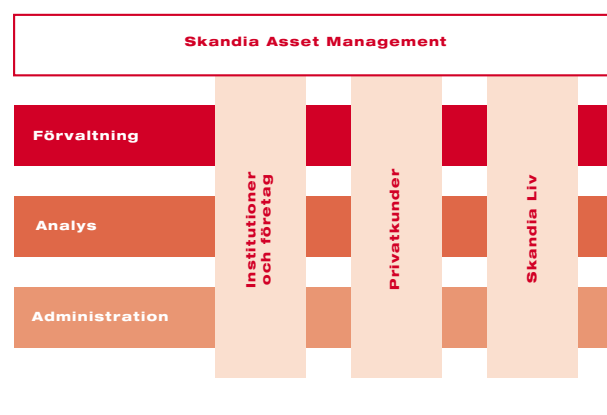 Skandia Asset Management
Förvaltning
Analys
Administration
Institutioner
och företag
Privatkunder
Skandia Liv